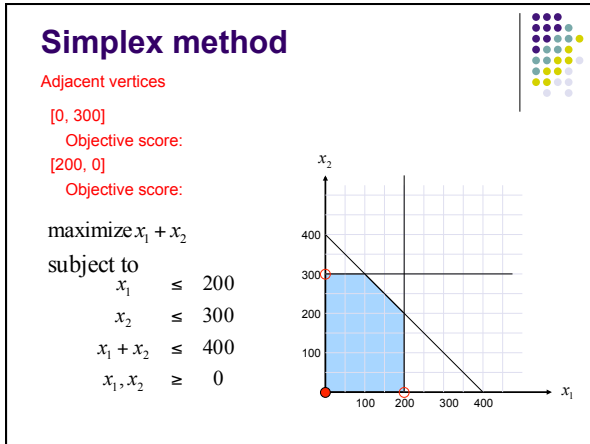 Simplex method
Adjacent vertices
[0, 300]
Objective score:
[200, 0]
Objective score:
maximize x₁ + x₂
subject to
x₁ ≤ 200
x₂ ≤ 300
x₁ + x₂ ≤ 400
x₁, x₂ ≥ 0
x₂
400
300
200
100
100 200 300 400
x₁